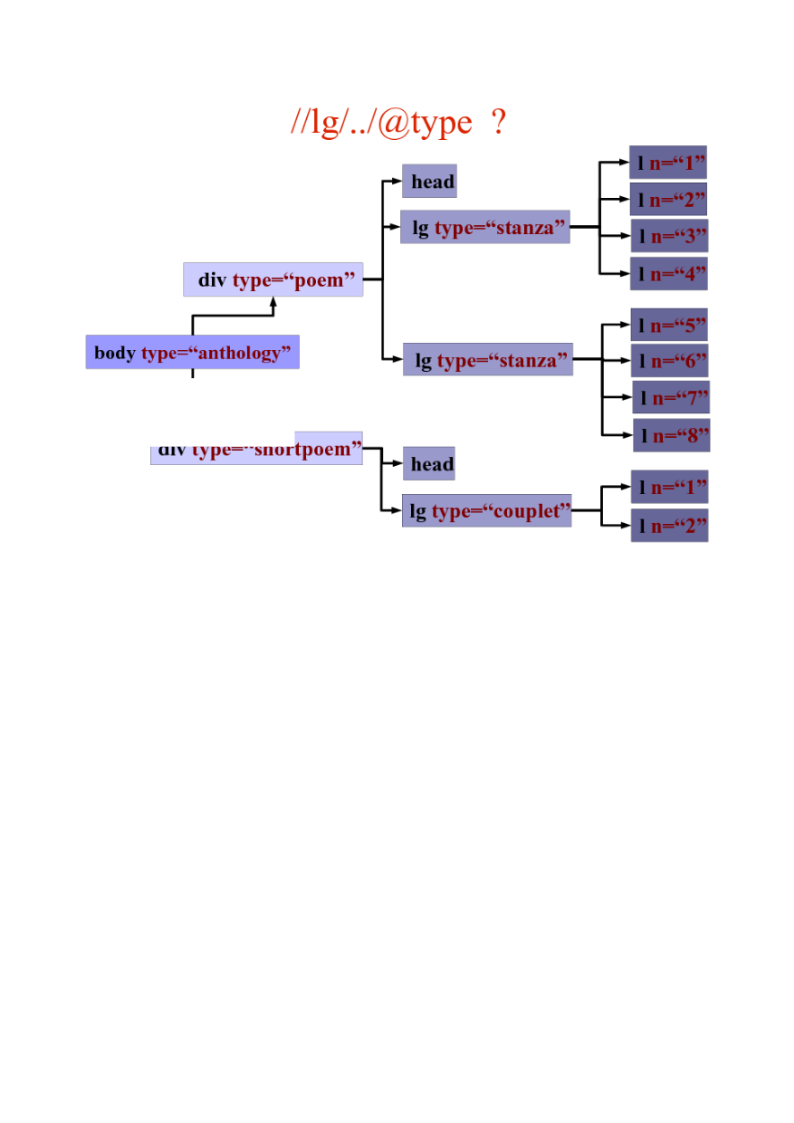 //lg/../@type ?
head
lg type=“stanza”
l n=“1”
l n=“2”
l n=“3”
l n=“4”
div type=“poem”
body type=“anthology”
lg type=“stanza”
l n=“5”
l n=“6”
l n=“7”
l n=“8”
div type=“shortpoem”
head
lg type=“couplet”
l n=“1”
l n=“2”